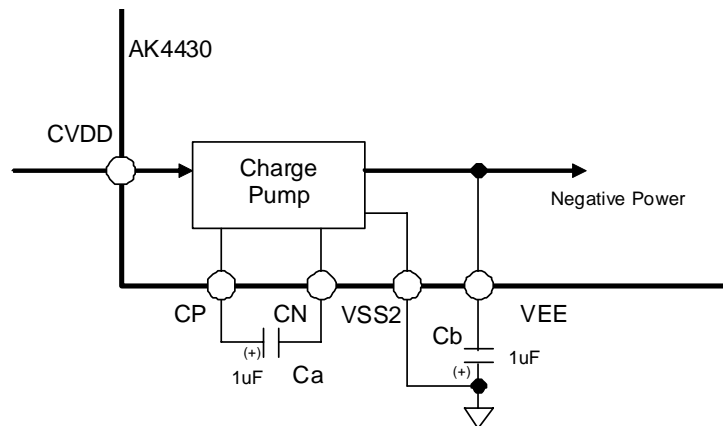 AK4430
CVDD
Charge
Pump
Negative Power
CP
CN
VSS2
VEE
(+)
1uF
Ca
Cb
(+)
1uF